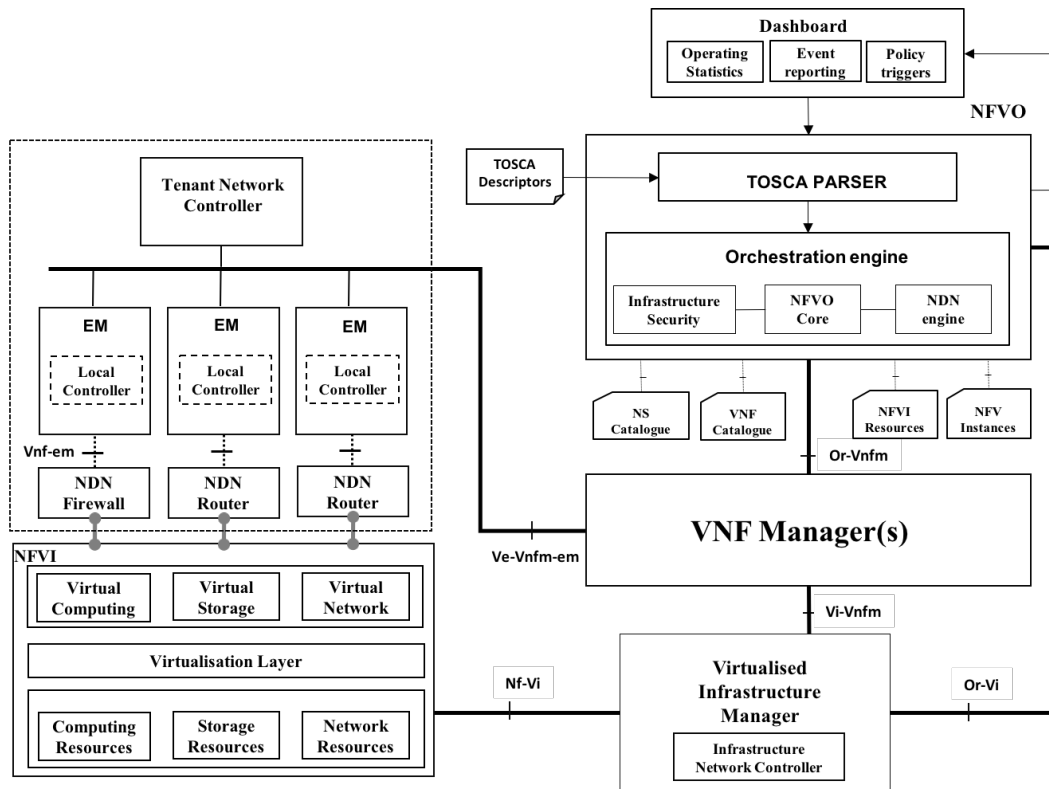 Dashboard
Operating
Statistics
Event
reporting
Policy
triggers
NFVO
TOSCA
Descriptors
TOSCA PARSER
Orchestration engine
Infrastructure
Security
NFVO
Core
NDN
engine
NS
Catalogue
VNF
Catalogue
NFVI
Resources
NFV
Instances
Or-Vnfm
Tenant Network
Controller
EM
Local
Controller
EM
Local
Controller
EM
Local
Controller
Vnf-em
NDN
Firewall
NDN
Router
NDN
Router
VNF Manager(s)
Ve-Vnfm-em
NFVI
Virtual
Computing
Virtual
Storage
Virtual
Network
Virtualisation Layer
Computing
Resources
Storage
Resources
Network
Resources
Vi-Vnfm
Nf-Vi
Virtualised
Infrastructure
Manager
Infrastructure
Network Controller
Or-Vi